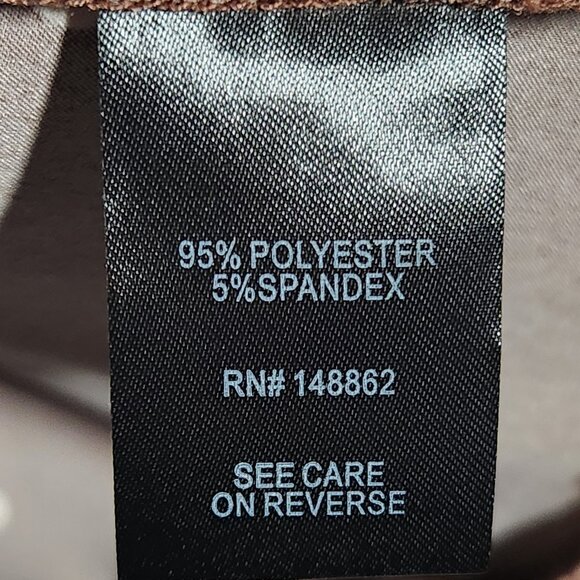 95% POLYESTER
5%SPANDEX
RN# 148862
SEE CARE
ON REVERSE